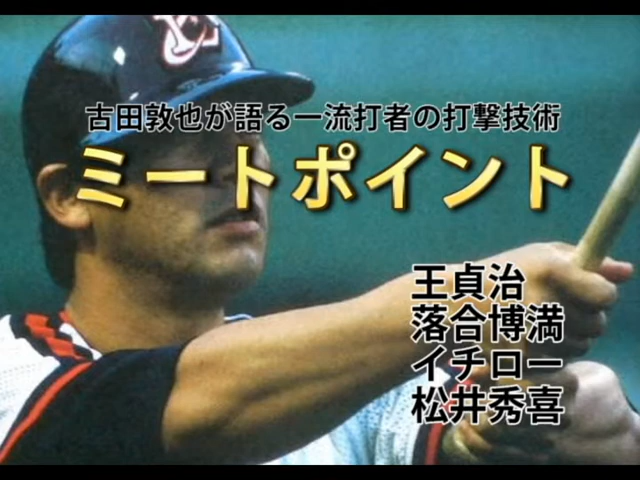 古田敦也が語る一流打者の打撃技術
ミートポイント
王貞治
落合博満
イチロー
松井秀喜